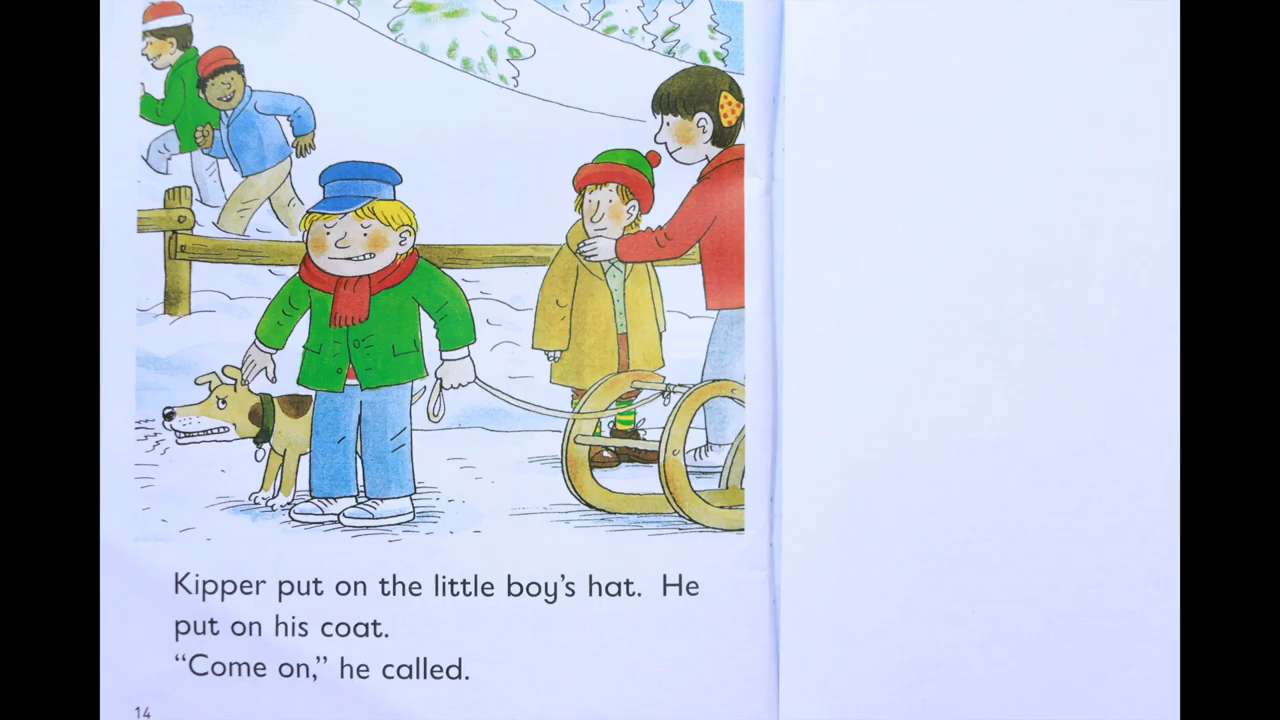 Kipper put on the little boy's hat. He
put on his coat.
“Come on,” he called.
14